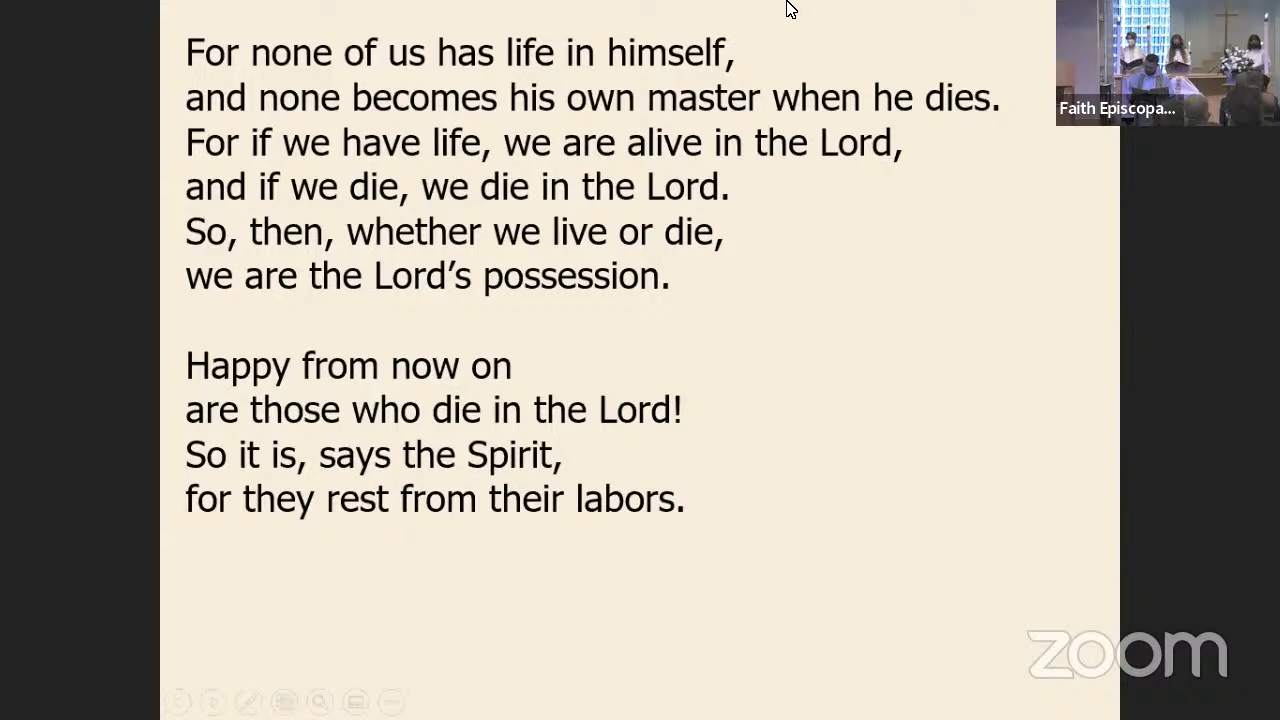 For none of us has life in himself,
and none becomes his own master when he dies.
For if we have life, we are alive in the Lord,
and if we die, we die in the Lord.
So, then, whether we live or die,
we are the Lord’s possession.
Happy from now on
are those who die in the Lord!
So it is, says the Spirit,
for they rest from their labors.
Faith Episcopa...
zoom